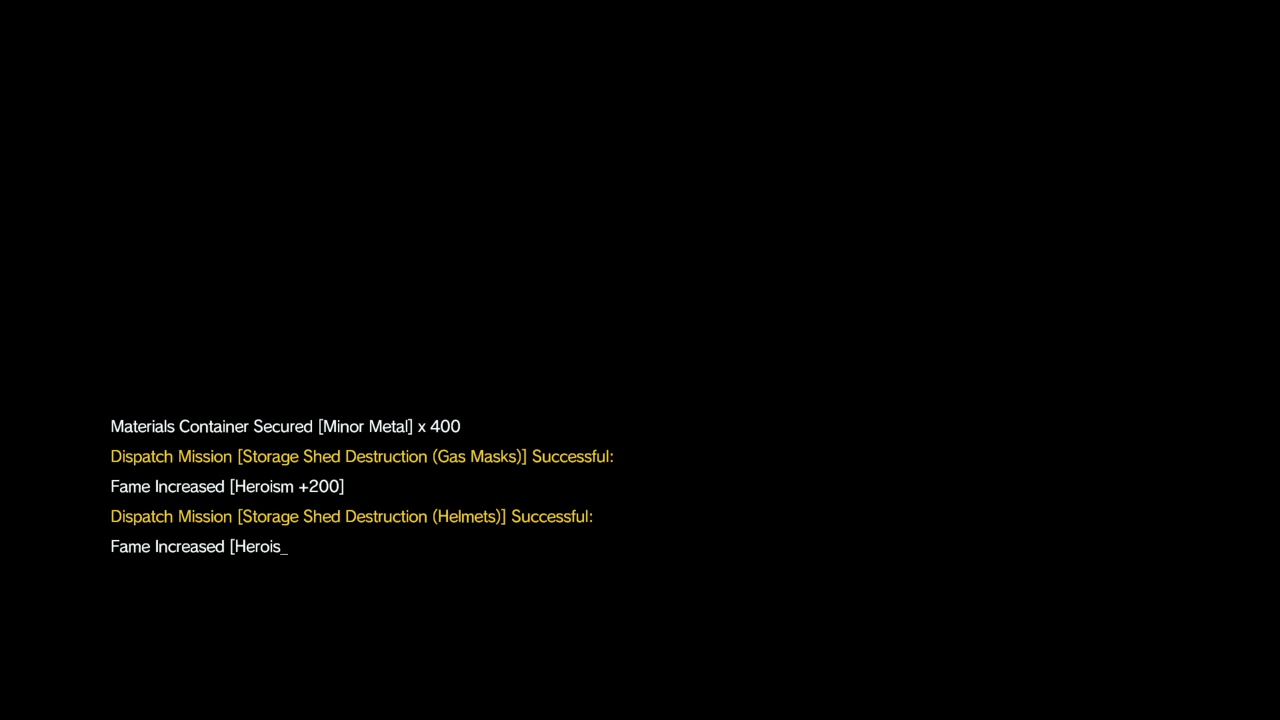 Materials Container Secured [Minor Metal] x 400
Dispatch Mission [Storage Shed Destruction (Gas Masks)] Successful:
Fame Increased [Heroism +200]
Dispatch Mission [Storage Shed Destruction (Helmets)] Successful:
Fame Increased [Herois_